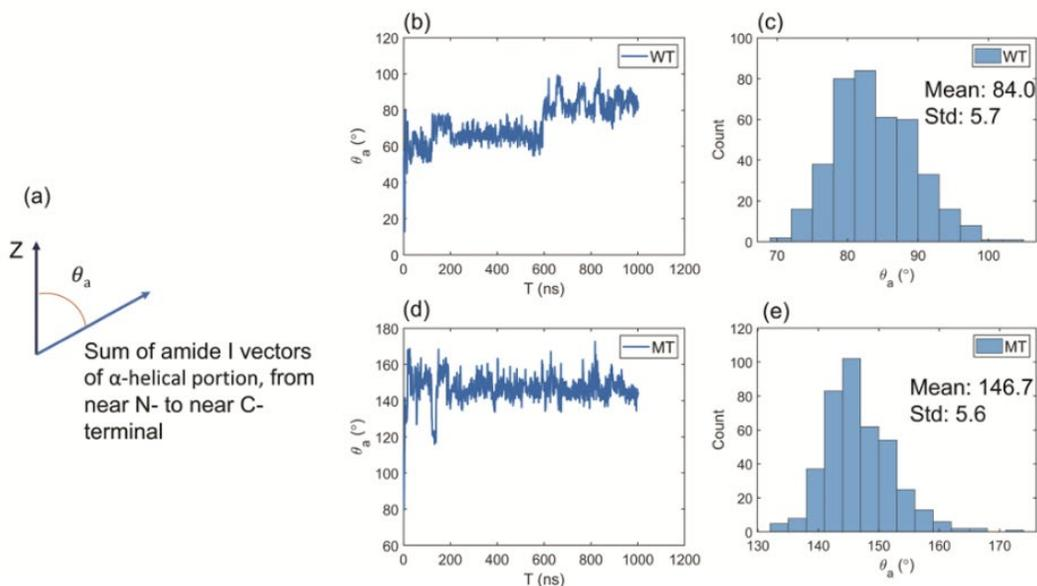 (a)
Z
θa
Sum of amide I vectors
of α-helical portion, from
near N- to near C-
terminal
(b)
120
100
80
60
40
20
0
θa (°)
WT
0 200 400 600 800 1000 1200
T (ns)
(c)
100
80
60
40
20
0
Count
WT
Mean: 84.0
Std: 5.7
70 80 90 100
θa (°)
(d)
180
160
140
120
100
80
60
θa (°)
MT
0 200 400 600 800 1000 1200
T (ns)
(e)
120
100
80
60
40
20
0
Count
MT
Mean: 146.7
Std: 5.6
130 140 150 160 170
θa (°)